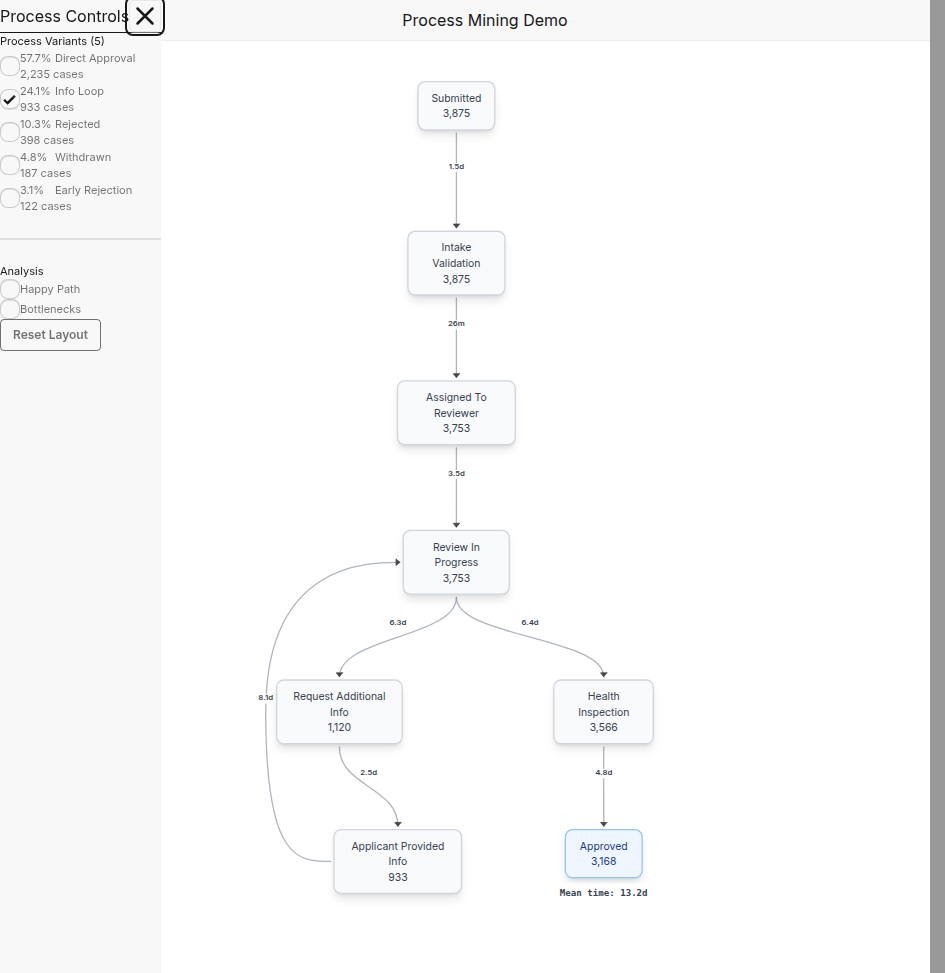 Process Controls
Process Mining Demo
Process Variants (5)
57.7% Direct Approval
2,235 cases
24.1% Info Loop
933 cases
10.3% Rejected
398 cases
4.8% Withdrawn
187 cases
3.1% Early Rejection
122 cases
Analysis
Happy Path
Bottlenecks
Reset Layout
Submitted
3,875
1.5d
Intake
Validation
3,875
26m
Assigned To
Reviewer
3,753
3.5d
Review In
Progress
3,753
6.3d
6.4d
8.1d
Request Additional
Info
1,120
Health
Inspection
3,566
2.5d
4.8d
Applicant Provided
Info
933
Approved
3,168
Mean time: 13.2d